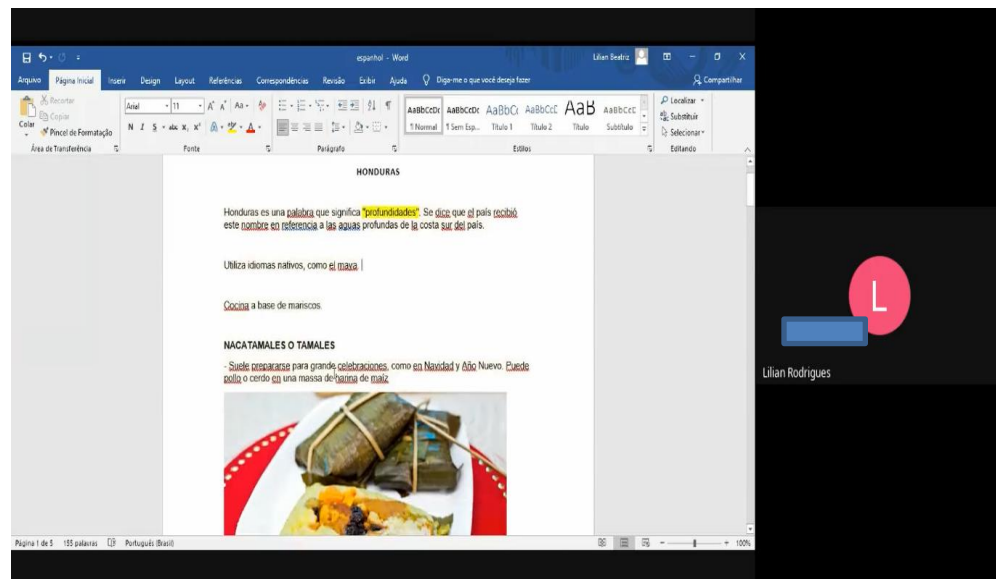 espanhol - Word
Lilian Beatriz
Arquivo Página Inicial Inserir Design Layout Referências Correspondências Revisão Exibir Ajuda Diga-me o que você deseja fazer Compartilhar
Colar
Recortar
Copiar
Pincel de Formatação
Área de Transferência
Arial 11
N I S abc x, x²
Fonte
Parágrafo
AaBbCcDc AaBbCcDc AaBbCc AaBbCcC AaB AaBbCcC
¶ Normal ¶ Sem Esp... Título 1 Título 2 Título Subtítulo
Estilos
Localizar
Substituir
Selecionar
Editando
HONDURAS
Honduras es una palabra que significa "profundidades". Se dice que el país recibió
este nombre en referencia a las aguas profundas de la costa sur del país.
Utiliza idiomas nativos, como el maya.
Cocina a base de mariscos.
NACATAMALES O TAMALES
- Suele prepararse para grande celebraciones, como en Navidad y Año Nuevo. Puede
pollo o cerdo en una massa de harina de maíz
L
Lilian Rodrigues
Página 1 de 5 155 palavras Português (Brasil) 100%